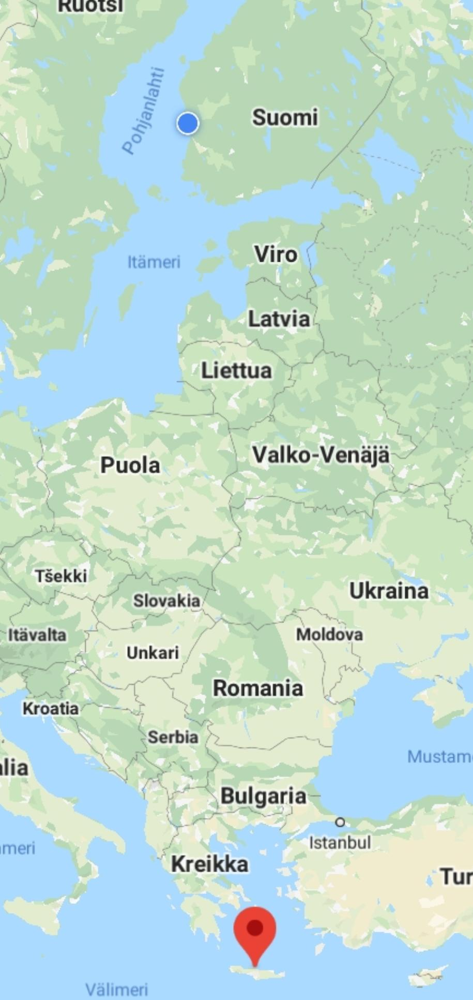 Ruotsi
Pohjanlahti
Suomi
Viro
Itämeri
Latvia
Liettua
Valko-Venäjä
Puola
Tšekki
Ukraina
Slovakia
Itävalta
Moldova
Unkari
Romania
Kroatia
Serbia
Mustam
lia
Bulgaria
Istanbul
meri
Kreikka
Tur
Välimeri